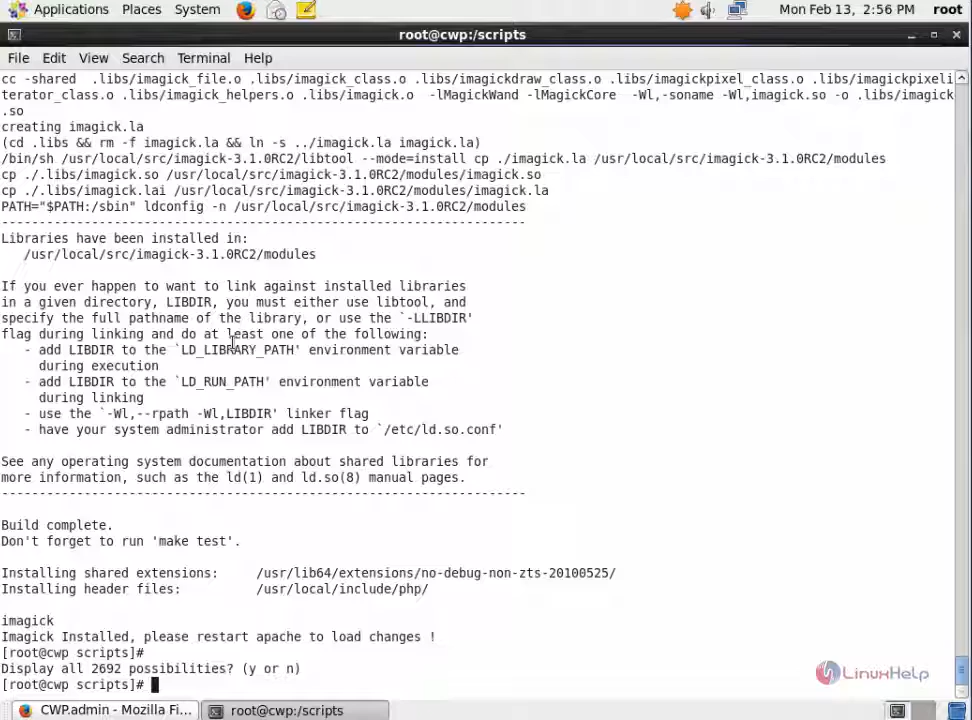 Applications Places System Mon Feb 13, 2:56 PM root
root@cwp:/scripts
File Edit View Search Terminal Help
cc -shared  .libs/imagick_file.o .libs/imagick_class.o .libs/imagickdraw_class.o .libs/imagickpixel_class.o .libs/imagickpixeli
terator_class.o .libs/imagick_helpers.o .libs/imagick.o  -lMagickWand -lMagickCore  -Wl,-soname -Wl,imagick.so -o .libs/imagick
.so
creating imagick.la
(cd .libs && rm -f imagick.la && ln -s ../imagick.la imagick.la)
/bin/sh /usr/local/src/imagick-3.1.0RC2/libtool --mode=install cp ./imagick.la /usr/local/src/imagick-3.1.0RC2/modules
cp ./.libs/imagick.so /usr/local/src/imagick-3.1.0RC2/modules/imagick.so
cp ./.libs/imagick.lai /usr/local/src/imagick-3.1.0RC2/modules/imagick.la
PATH="$PATH:/sbin" ldconfig -n /usr/local/src/imagick-3.1.0RC2/modules
----------------------------------------------------------------------
Libraries have been installed in:
   /usr/local/src/imagick-3.1.0RC2/modules
If you ever happen to want to link against installed libraries
in a given directory, LIBDIR, you must either use libtool, and
specify the full pathname of the library, or use the `-LLIBDIR'
flag during linking and do at least one of the following:
   - add LIBDIR to the `LD_LIBRARY_PATH' environment variable
     during execution
   - add LIBDIR to the `LD_RUN_PATH' environment variable
     during linking
   - use the `-Wl,--rpath -Wl,LIBDIR' linker flag
   - have your system administrator add LIBDIR to `/etc/ld.so.conf'
See any operating system documentation about shared libraries for
more information, such as the ld(1) and ld.so(8) manual pages.
----------------------------------------------------------------------
Build complete.
Don't forget to run 'make test'.
Installing shared extensions:     /usr/lib64/extensions/no-debug-non-zts-20100525/
Installing header files:          /usr/local/include/php/
imagick
Imagick Installed, please restart apache to load changes !
[root@cwp scripts]#
Display all 2692 possibilities? (y or n)
[root@cwp scripts]#
LinuxHelp
CWP.admin - Mozilla Fi... root@cwp:/scripts